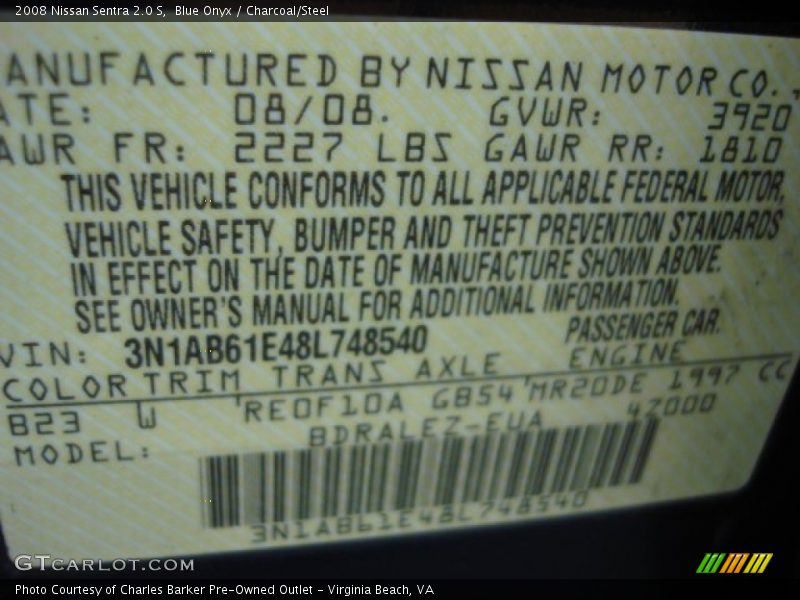 2008 Nissan Sentra 2.0 S,  Blue Onyx / Charcoal/Steel
ANUFACTURED BY NISSAN MOTOR CO.,
ATE: 08/08. GVWR: 3920
AWR FR: 2227 LBS GAWR RR: 1810
THIS VEHICLE CONFORMS TO ALL APPLICABLE FEDERAL MOTOR,
VEHICLE SAFETY, BUMPER AND THEFT PREVENTION STANDARDS
IN EFFECT ON THE DATE OF MANUFACTURE SHOWN ABOVE.
SEE OWNER'S MANUAL FOR ADDITIONAL INFORMATION.
VIN: 3N1AB61E48L748540 PASSENGER CAR.
COLOR TRIM TRANS AXLE ENGINE
B23 W 'RE0F10A GB54'MR20DE 1997 CC
MODEL: BDRALEZ-EUA 4Z000
3N1AB61E48L748540
GTCARLOT.COM
Photo Courtesy of Charles Barker Pre-Owned Outlet - Virginia Beach, VA